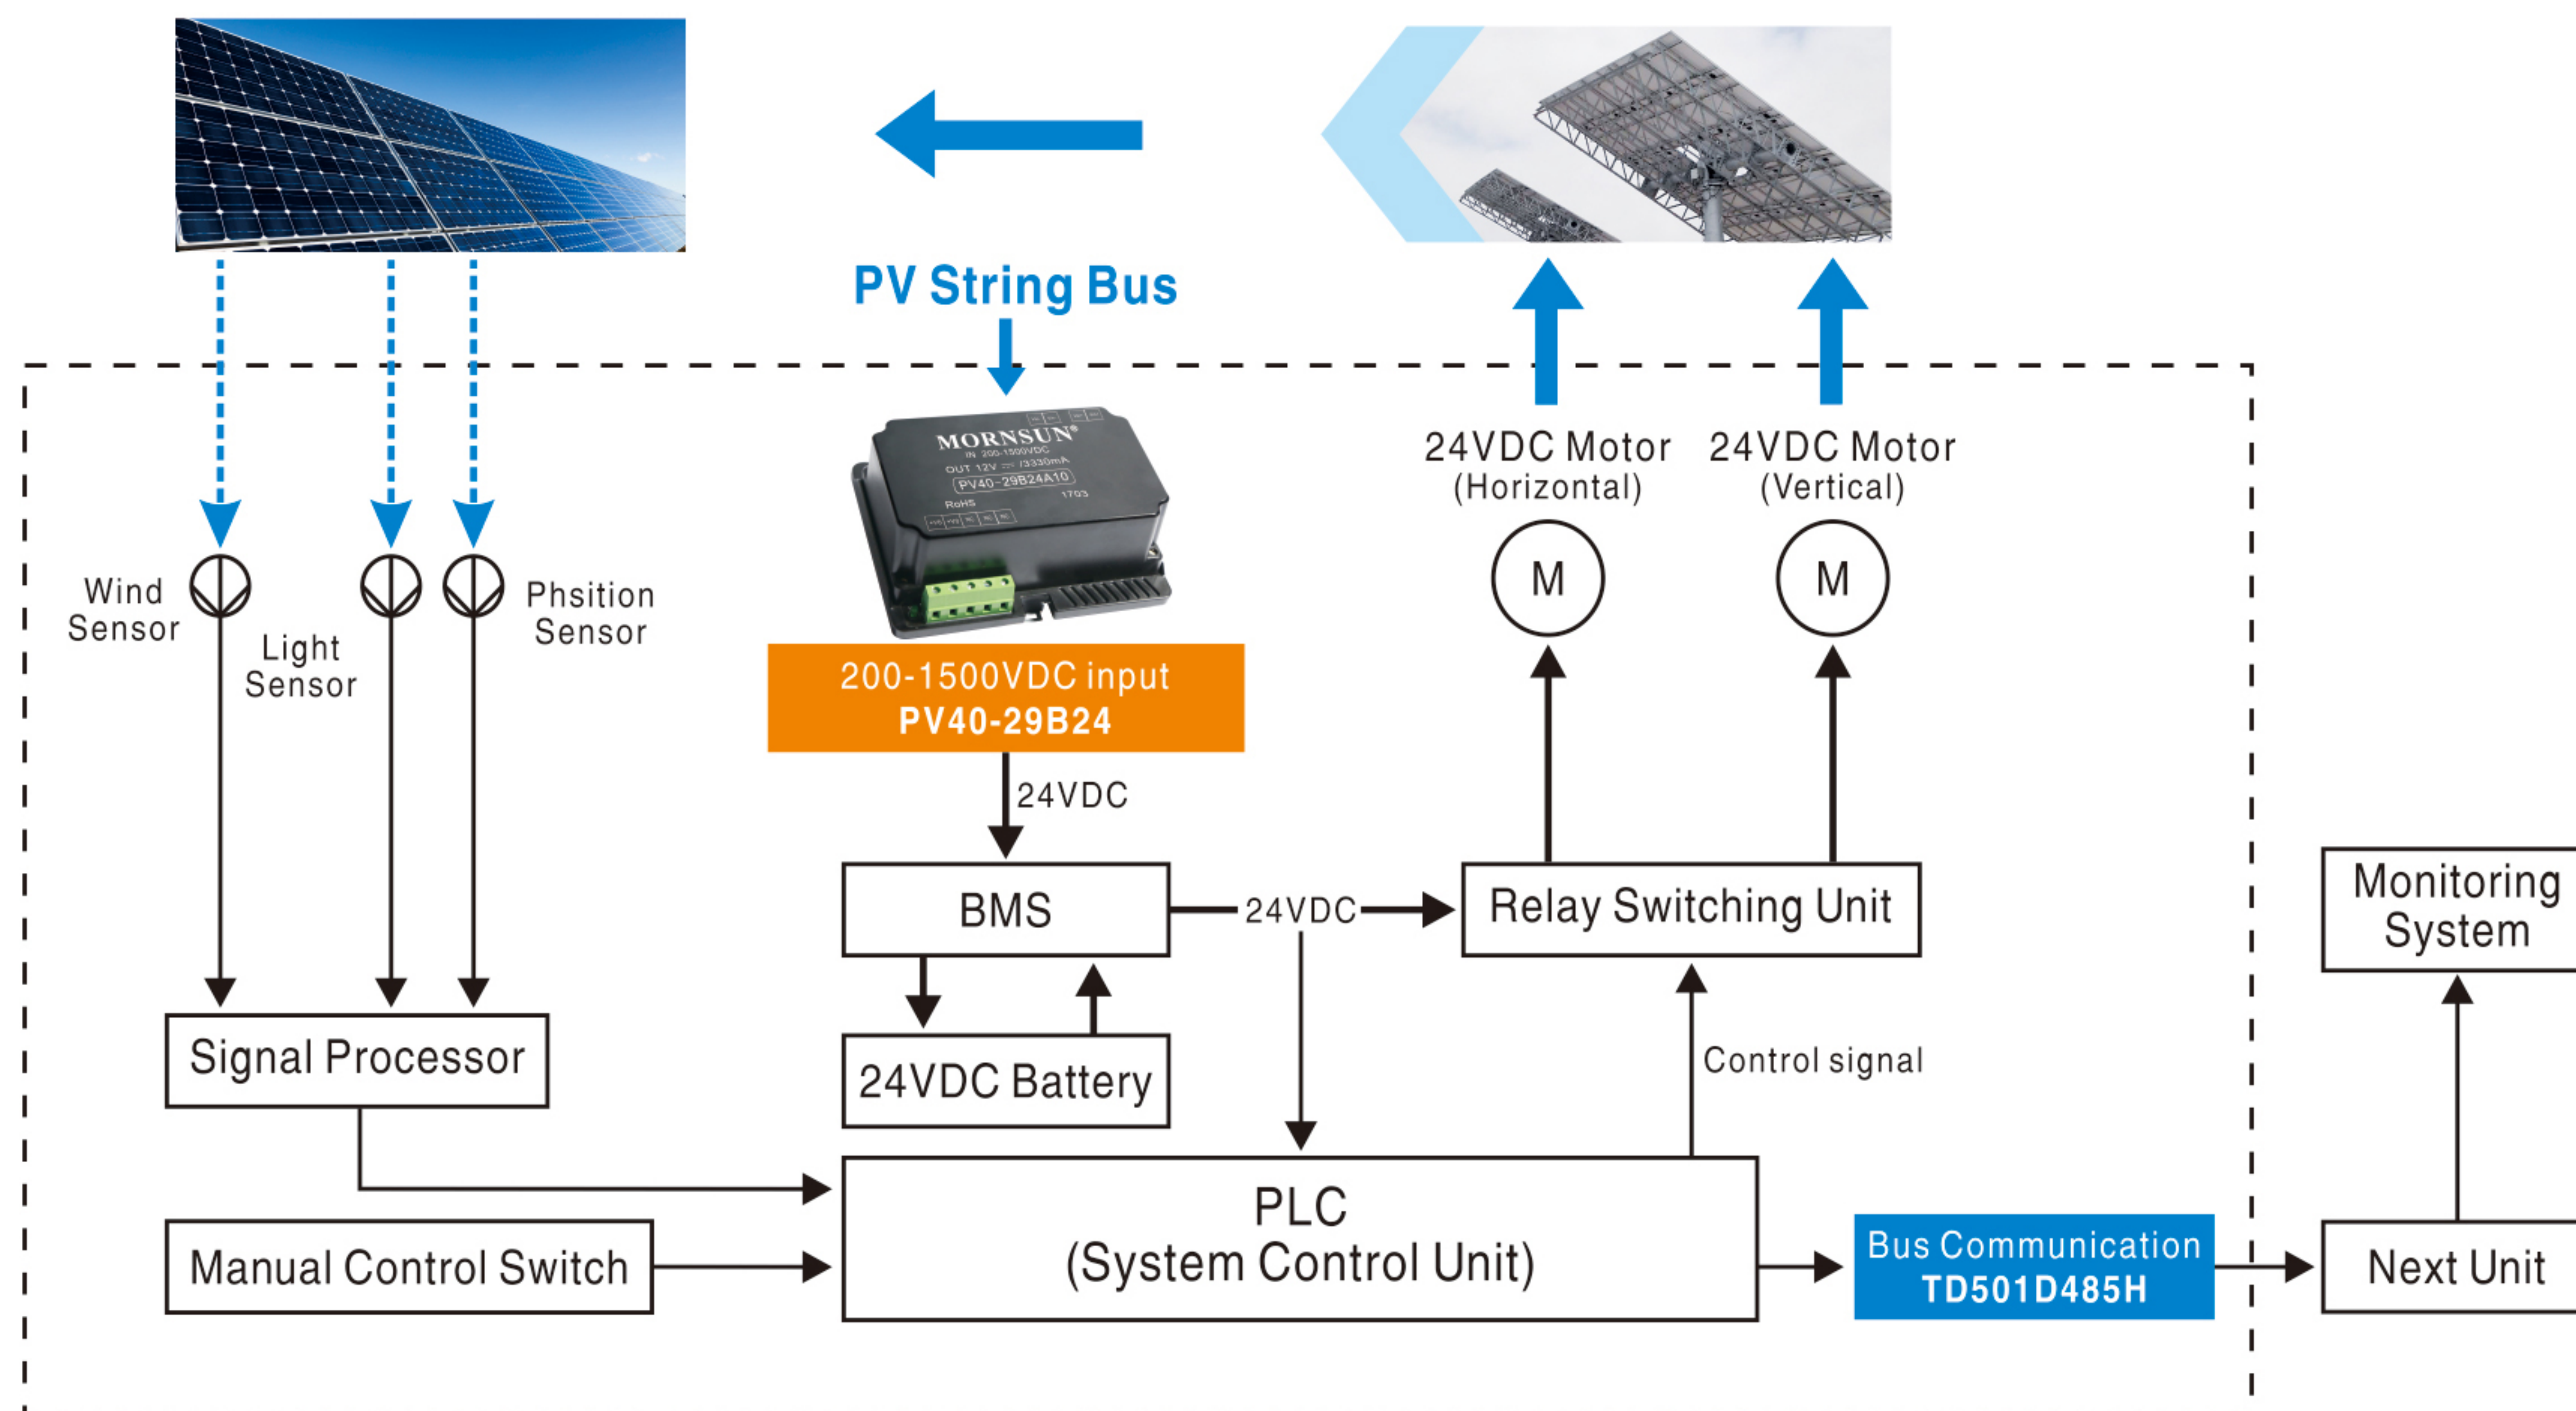 PV String Bus
MORNSUN®
IN 200-1500VDC
OUT 12V /3330mA
PV40-29B24A10
RoHS
1703
24VDC Motor
(Horizontal)
24VDC Motor
(Vertical)
M
M
Wind
Sensor
Light
Sensor
Phsition
Sensor
200-1500VDC input
PV40-29B24
24VDC
BMS
24VDC
Relay Switching Unit
Monitoring
System
Signal Processor
24VDC Battery
Control signal
PLC
(System Control Unit)
Manual Control Switch
Bus Communication
TD501D485H
Next Unit